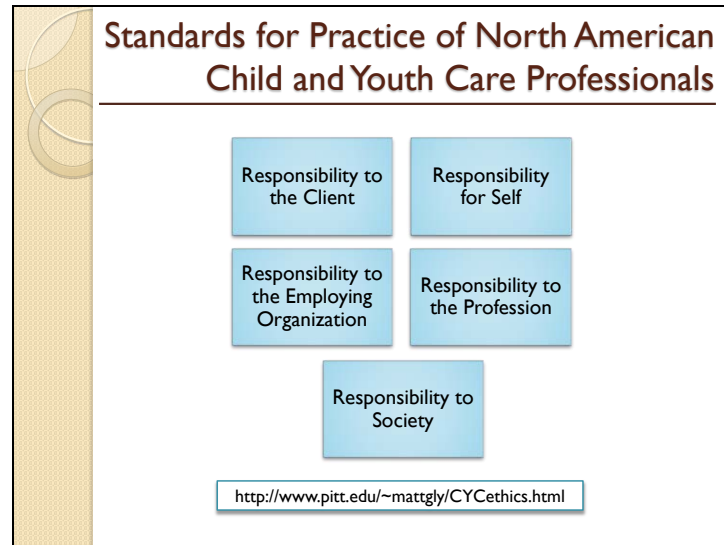 Standards for Practice of North American
Child and Youth Care Professionals
Responsibility to
the Client
Responsibility
for Self
Responsibility to
the Employing
Organization
Responsibility to
the Profession
Responsibility to
Society
http://www.pitt.edu/~mattgly/CYCethics.html